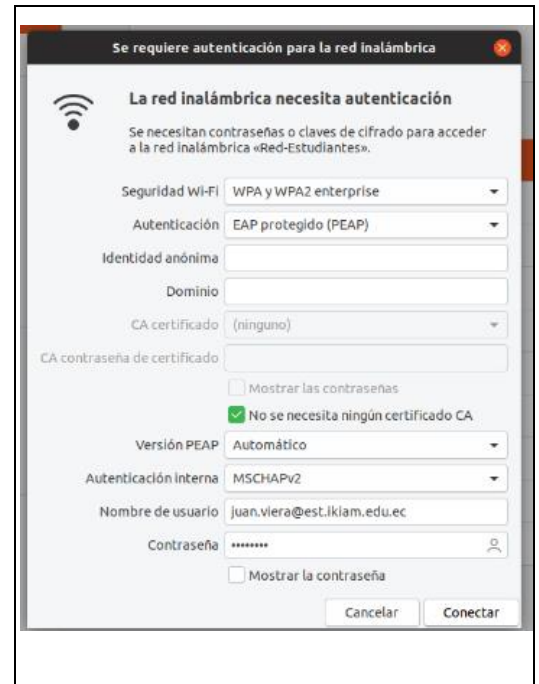 Se requiere autenticación para la red inalámbrica
La red inalámbrica necesita autenticación
Se necesitan contraseñas o claves de cifrado para acceder
a la red inalámbrica «Red-Estudiantes».
Seguridad Wi-Fi WPA y WPA2 enterprise
Autenticación EAP protegido (PEAP)
Identidad anónima
Dominio
CA certificado (ninguno)
CA contraseña de certificado
Mostrar las contraseñas
No se necesita ningún certificado CA
Versión PEAP Automático
Autenticación interna MSCHAPv2
Nombre de usuario juan.viera@est.ikiam.edu.ec
Contraseña ••••••••
Mostrar la contraseña
Cancelar Conectar